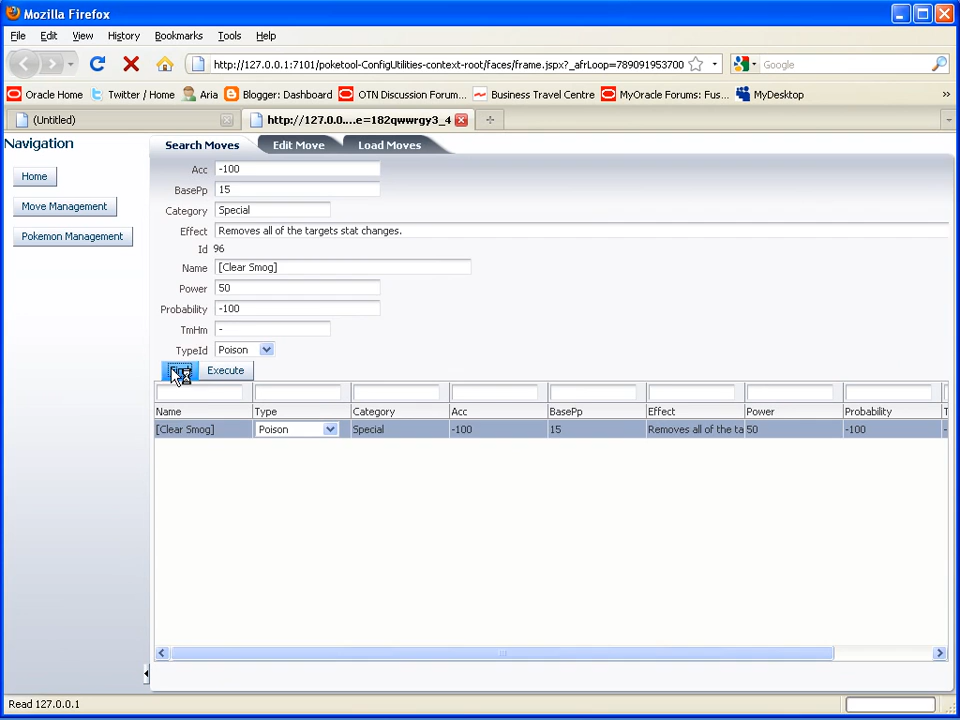 Mozilla Firefox
File Edit View History Bookmarks Tools Help
http://127.0.0.1:7101/poketool-ConfigUtilities-context-root/faces/frame.jspx?_afrLoop=789091953700
Google
Oracle Home Twitter / Home Aria Blogger: Dashboard OTN Discussion Forum... Business Travel Centre MyOracle Forums: Fus... MyDesktop »
(Untitled) http://127.0.0....e=182qwwrgy3_4
Navigation
Home
Move Management
Pokemon Management
Search Moves Edit Move Load Moves
Acc -100
BasePp 15
Category Special
Effect Removes all of the targets stat changes.
Id 96
Name [Clear Smog]
Power 50
Probability -100
TmHm -
TypeId Poison
Execute
Name Type Category Acc BasePp Effect Power Probability T
[Clear Smog] Poison Special -100 15 Removes all of the ta 50 -100 -
Read 127.0.0.1